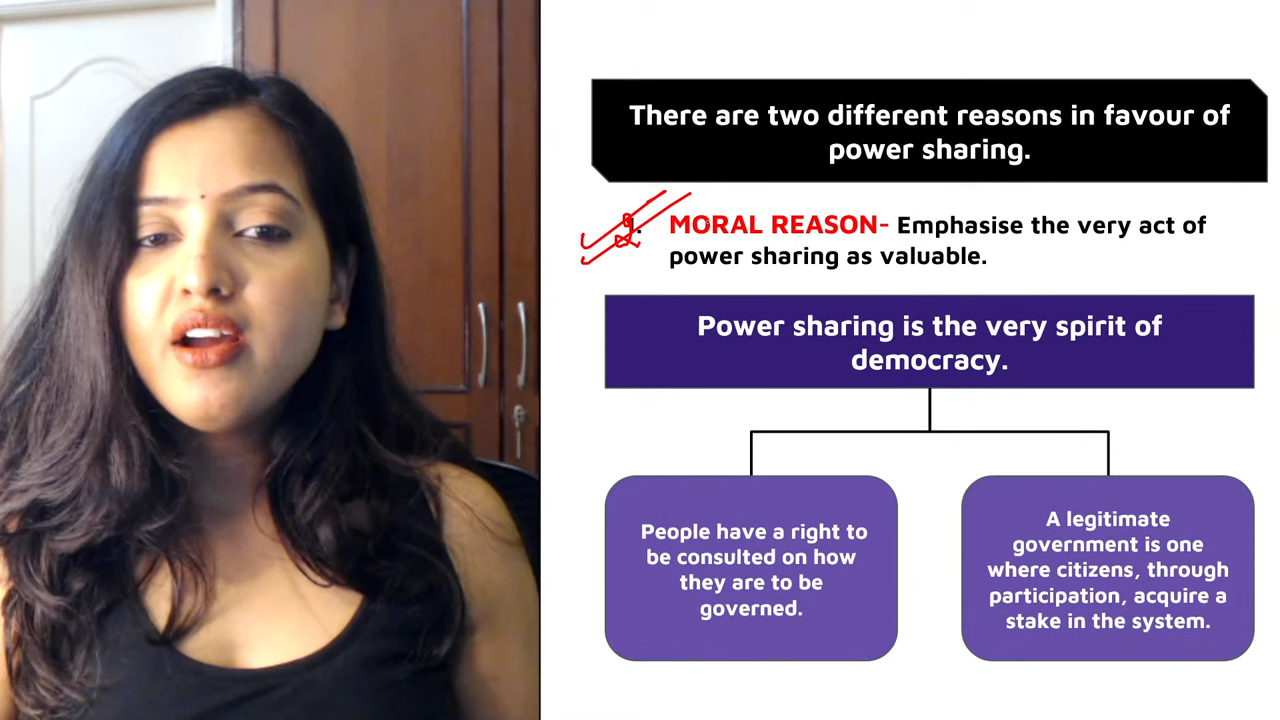 There are two different reasons in favour of
power sharing.
MORAL REASON- Emphasise the very act of
power sharing as valuable.
Power sharing is the very spirit of
democracy.
People have a right to
be consulted on how
they are to be
governed.
A legitimate
government is one
where citizens, through
participation, acquire a
stake in the system.